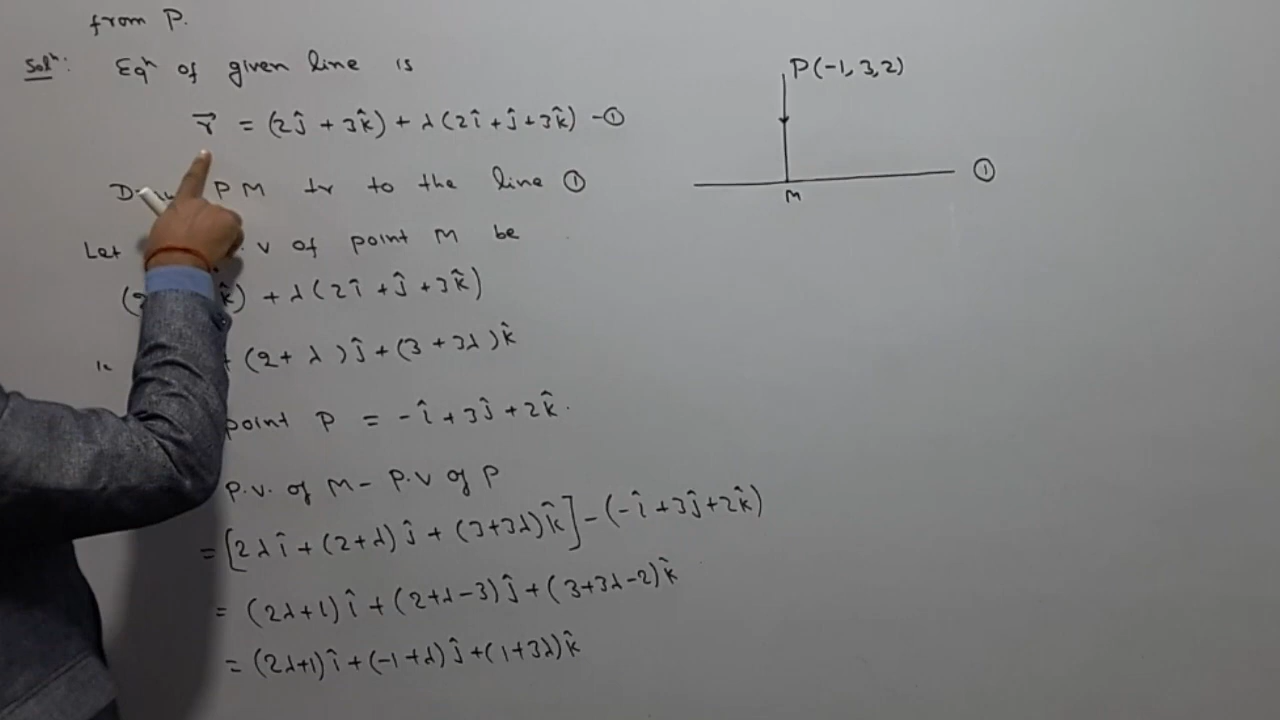 from P.
Solⁿ: Eqⁿ of given line is
r⃗ = (2ĵ + 3k̂) + λ(2î + ĵ + 3k̂) -①
PM ⊥r to the line ①
Let v of point M be
k̂) + λ(2î + ĵ + 3k̂)
(2 + λ)ĵ + (3 + 3λ)k̂
point P = -î + 3ĵ + 2k̂.
P.V. of M - P.V of P
= [2λî + (2+λ)ĵ + (3+3λ)k̂] - (-î + 3ĵ + 2k̂)
= (2λ+1)î + (2+λ-3)ĵ + (3+3λ-2)k̂
= (2λ+1)î + (-1+λ)ĵ + (1+3λ)k̂
P(-1, 3, 2)
①
M